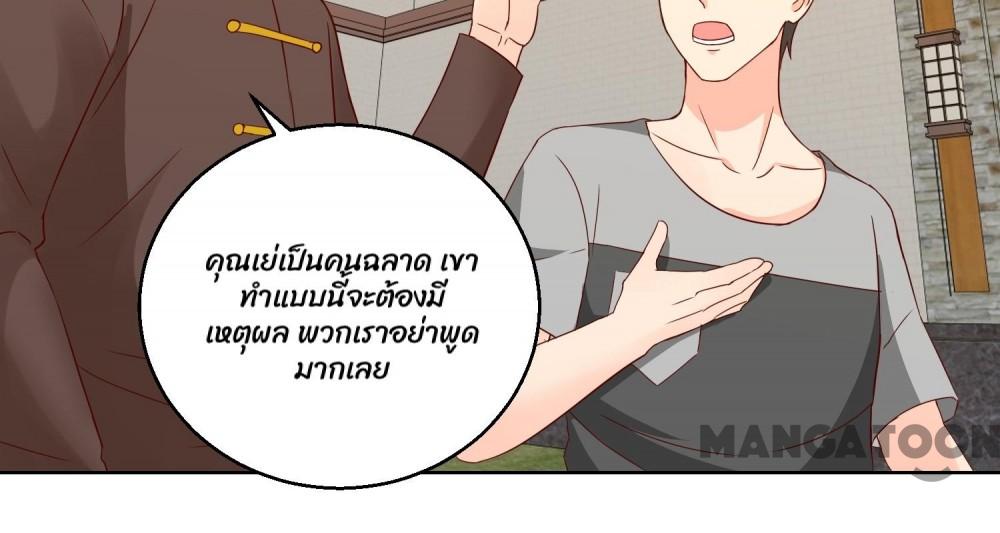 คุณเย่เป็นคนฉลาด เขา
ทำแบบนี้จะต้องมี
เหตุผล พวกเราอย่าพูด
มากเลย
MANGATOON